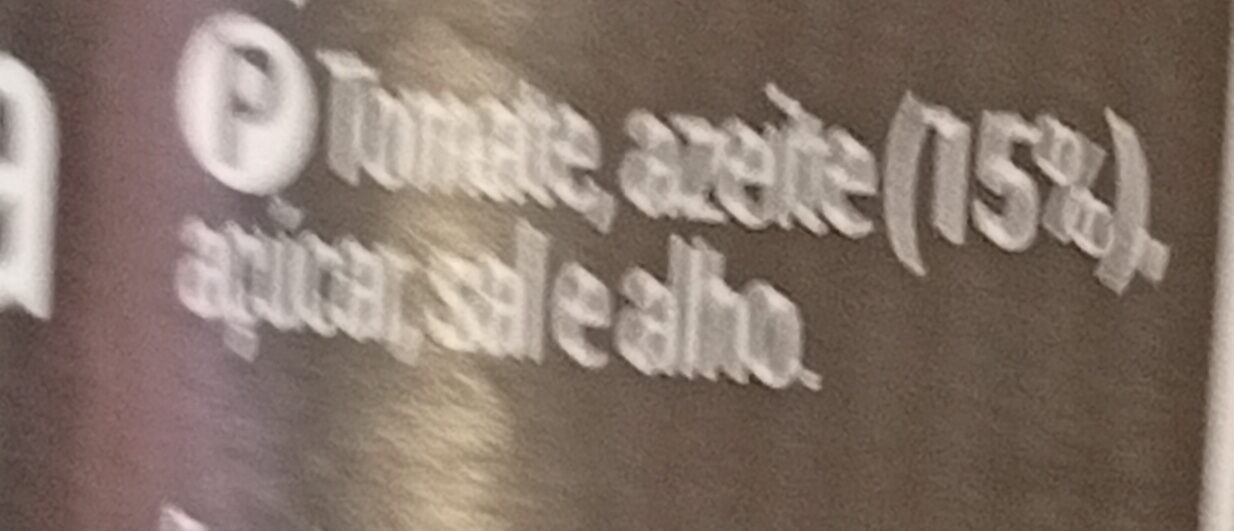 P Tomate, azeite (15%),
açúcar, sal e alho.